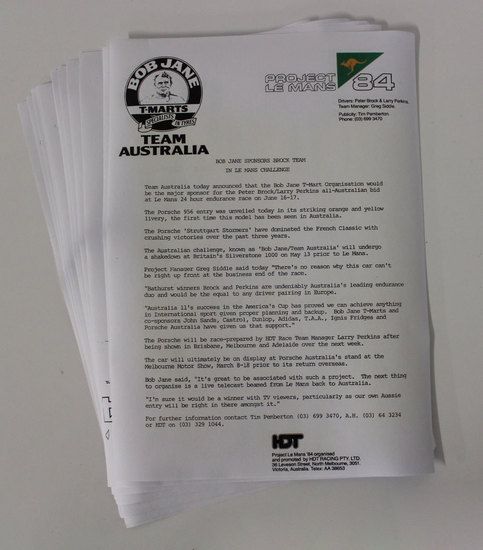 BOB JANE
T-MARTS
SPECIALISTS
IN TYRES
TEAM
AUSTRALIA
PROJECT
LE MANS 84
Drivers: Peter Brock & Larry Perkins
Team Manager: Greg Siddle
Publicity: Tim Pemberton
Phone: (03) 699 3470
BOB JANE SPONSORS BROCK TEAM
IN LE MANS CHALLENGE
Team Australia today announced that the Bob Jane T-Mart Organisation would
be the major sponsor for the Peter Brock/Larry Perkins all-Australian bid
at Le Mans 24 hour endurance race on June 16-17.
The Porsche 956 entry was unveiled today in its striking orange and yellow
livery, the first time this model has been seen in Australia.
The Porsche 'Struttgart Stormers' have dominated the French Classic with
crushing victories over the past three years.
The Australian challenge, known as 'Bob Jane/Team Australia' will undergo
a shakedown at Britain's Silverstone 1000 on May 13 prior to Le Mans.
Project Fanager Greg Siddle said today "There's no reason why this car can't
be right up front at the business end of the race.
"Bathurst winners Brock and Perkins are undeniably Australia's leading endurance
duo and would be the equal to any driver pairing in Europe.
"Australia 11's success in the America's Cup has proved we can achieve anything
in International sport given proper planning and backup. Bob Jane T-Marts and
co-sponsors John Sands, Castrol, Dunlop, Adidas, T.A.A., Ignis Fridges and
Porsche Australia have given us that support."
The Porsche will be race-prepared by HDT Race Team Manager Larry Perkins after
being shown in Brisbane, Melbourne and Adelaide over the next week.
The car will ultimately be on display at Porsche Australia's stand at the
Melbourne Motor Show, March 8-18 prior to its return overseas.
Bob Jane said, "It's great to be associated with such a project. The next thing
to organise is a live telecast beamed from Le Mans back to Australia.
"I'm sure it would be a winner with TV viewers, particularly as our own Aussie
entry will be right in there amongst it."
For further information contact Tim Pemberton (03) 699 3470, A.H. (03) 64 3234
or HDT on (03) 329 1044.
HDT
Project Le Mans '84 organised
and promoted by HDT RACING PTY. LTD.
36 Leveson Street, North Melbourne, 3051.
Victoria, Australia. Telex: AA 38653